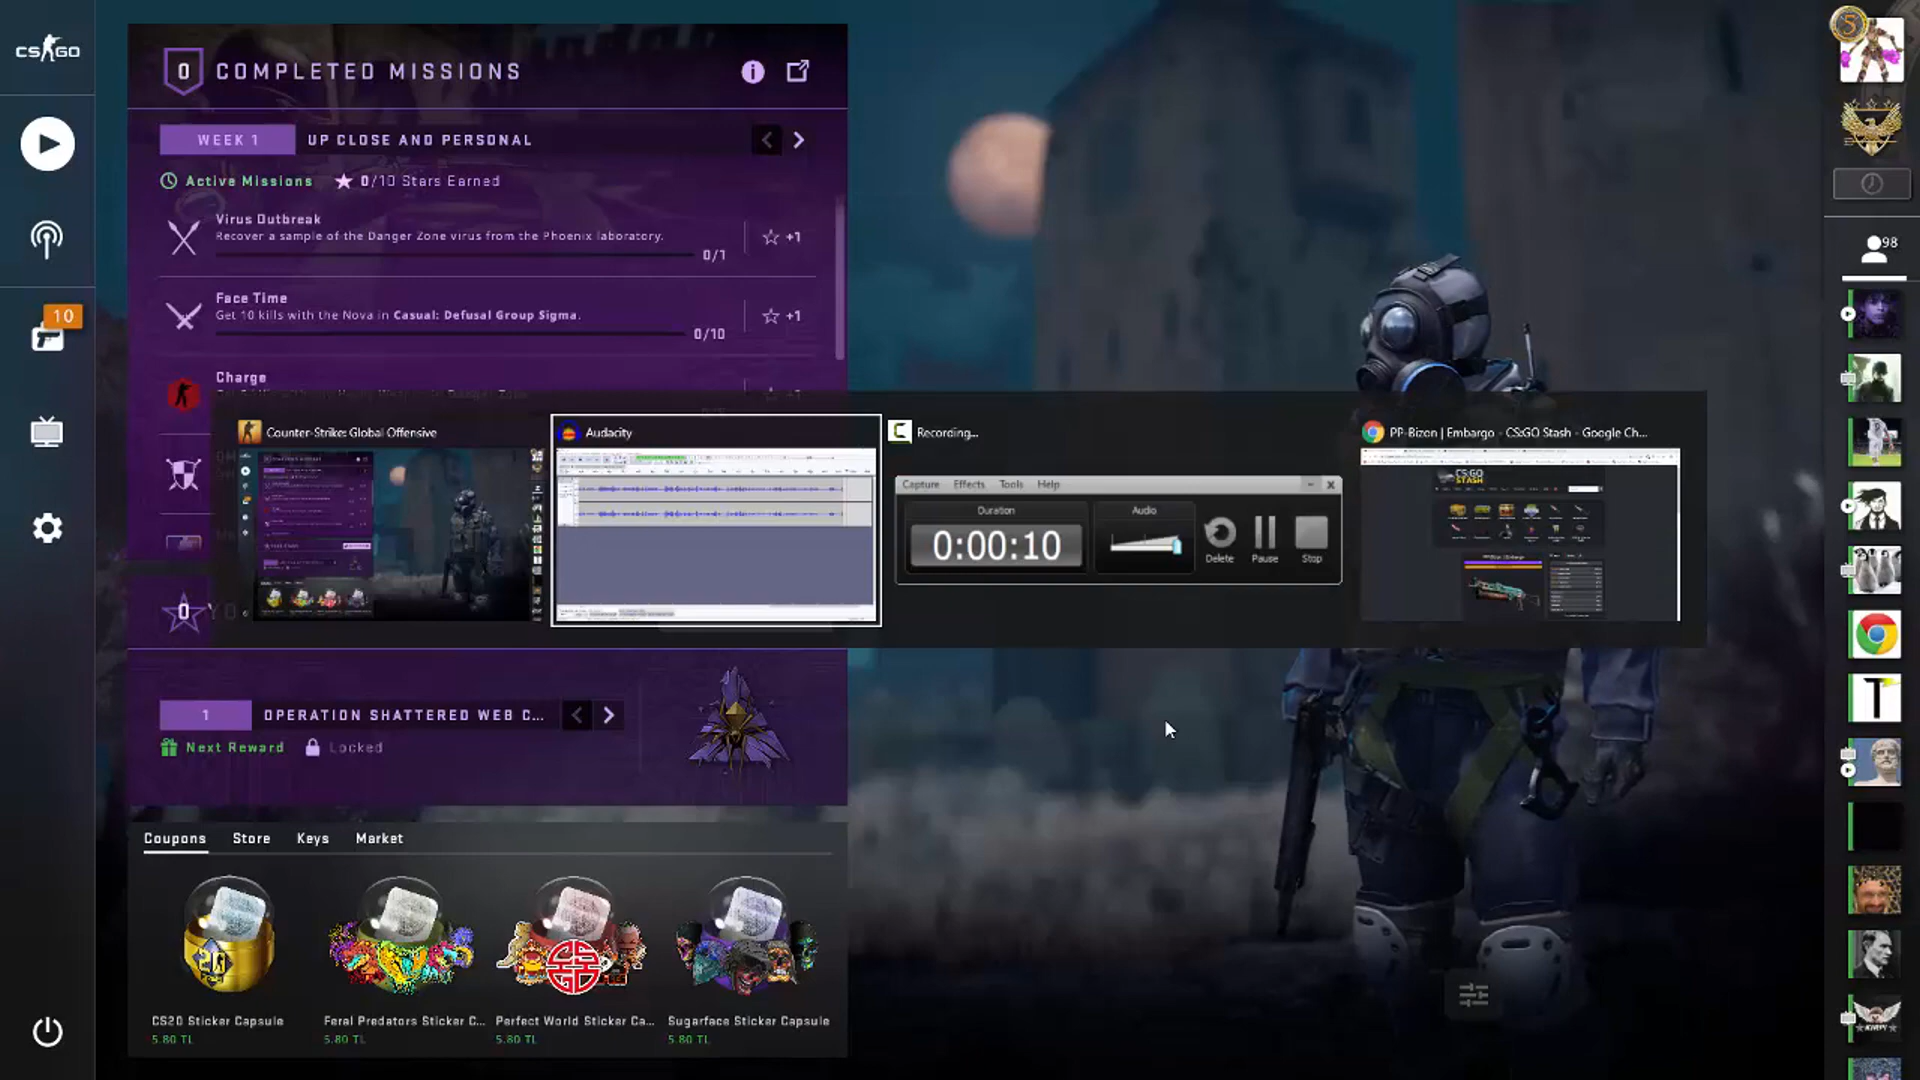 CS GO
0 COMPLETED MISSIONS
WEEK 1 UP CLOSE AND PERSONAL
Active Missions 0/10 Stars Earned
Virus Outbreak
Recover a sample of the Danger Zone virus from the Phoenix laboratory.
0/1
+1
Face Time
Get 10 kills with the Nova in Casual: Defusal Group Sigma.
0/10
+1
Charge
10
5
98
Counter-Strike: Global Offensive
Audacity
Recording...
PP-Bizon | Embargo - CS:GO Stash - Google Ch...
Capture Effects Tools Help
Duration
0:00:10
Audio
Delete Pause Stop
CS:GO STASH
0
1 OPERATION SHATTERED WEB C...
Next Reward Locked
Coupons Store Keys Market
CS20 Sticker Capsule
5.80 TL
Feral Predators Sticker C...
5.80 TL
Perfect World Sticker Ca...
5.80 TL
Sugarface Sticker Capsule
5.80 TL